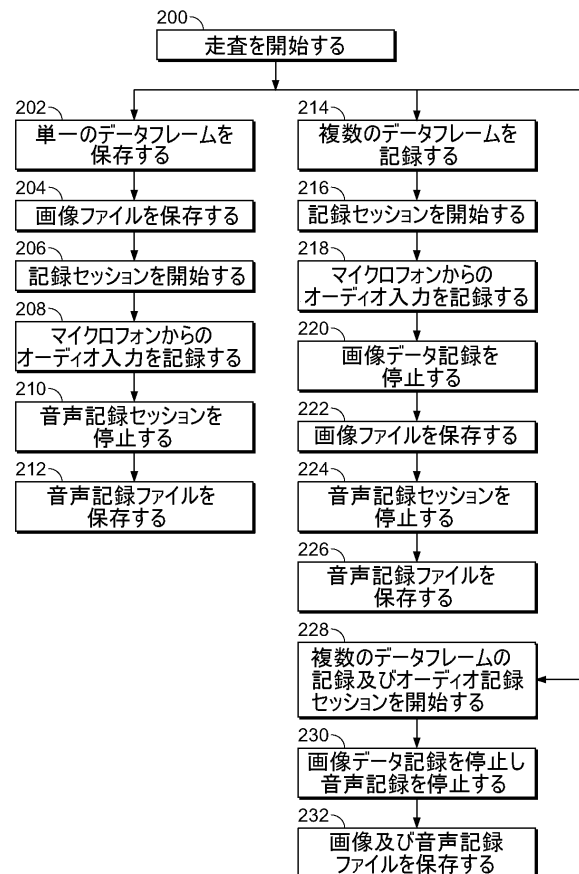 200
走査を開始する
202
単一のデータフレームを
保存する
204
画像ファイルを保存する
206
記録セッションを開始する
208
マイクロフォンからの
オーディオ入力を記録する
210
音声記録セッションを
停止する
212
音声記録ファイルを
保存する
214
複数のデータフレームを
記録する
216
記録セッションを開始する
218
マイクロフォンからの
オーディオ入力を記録する
220
画像データ記録を
停止する
222
画像ファイルを保存する
224
音声記録セッションを
停止する
226
音声記録ファイルを
保存する
228
複数のデータフレームの
記録及びオーディオ記録
セッションを開始する
230
画像データ記録を停止し
音声記録を停止する
232
画像及び音声記録
ファイルを保存する